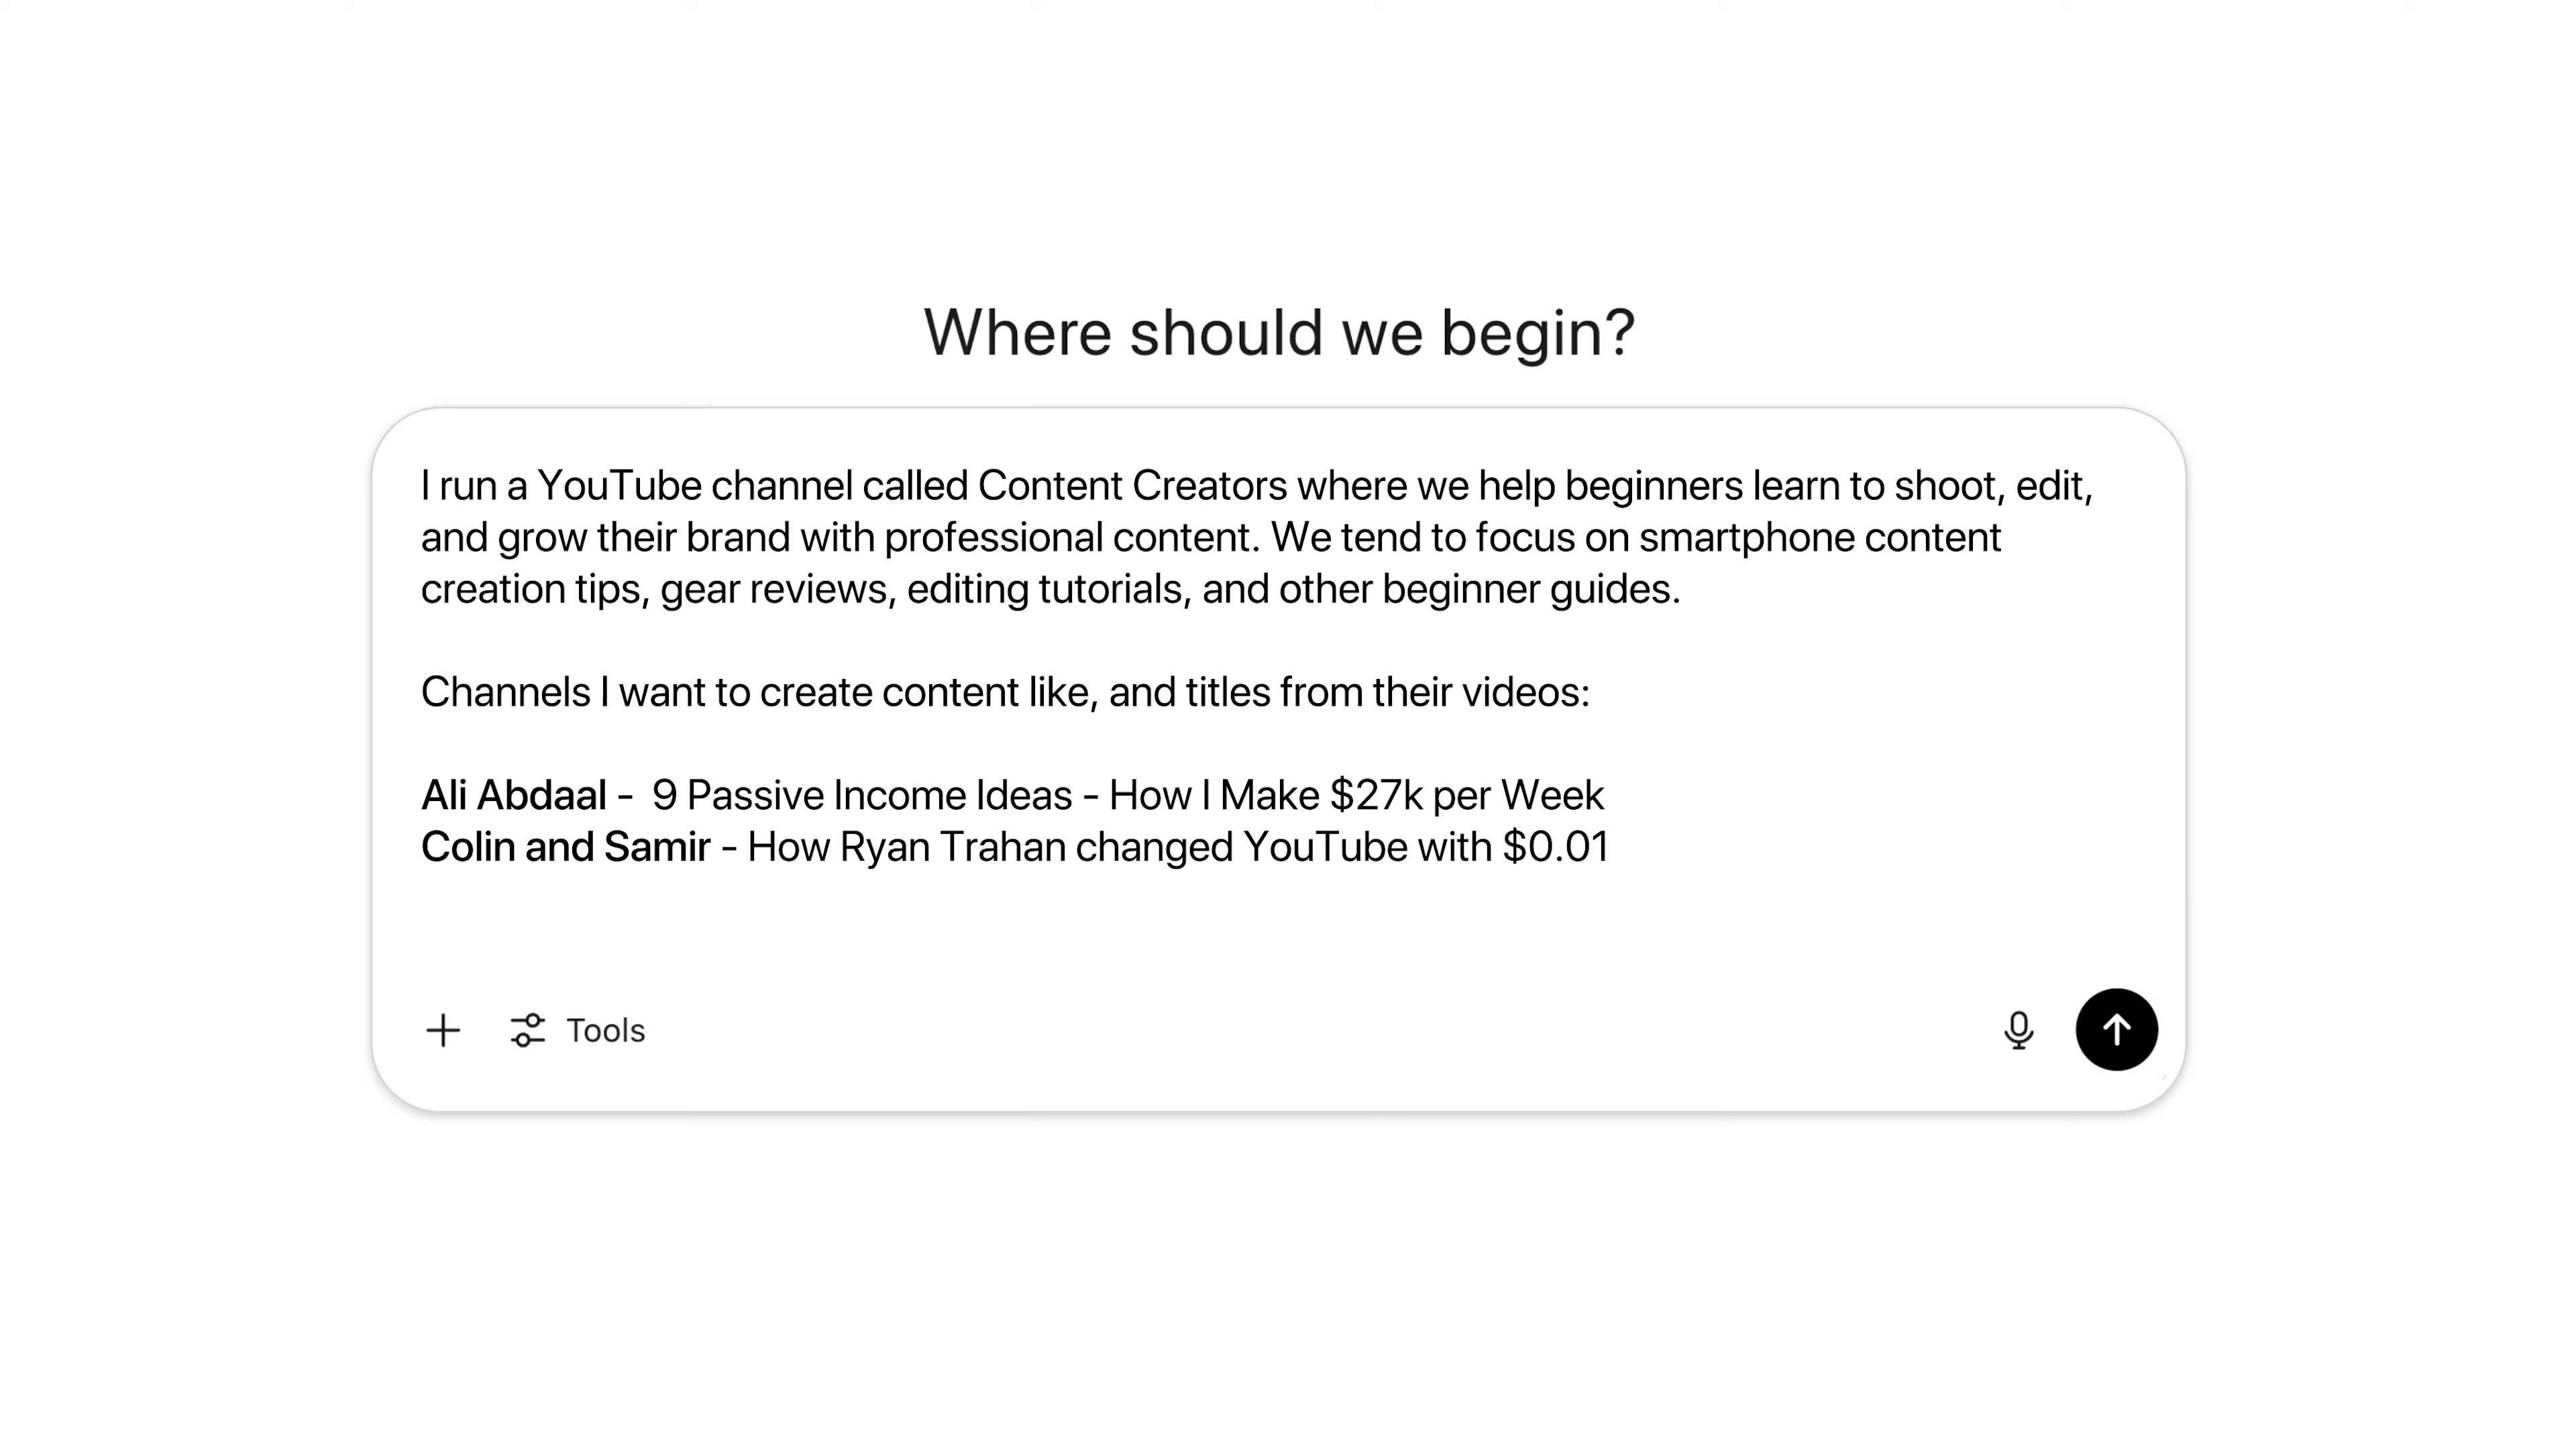 Where should we begin?
I run a YouTube channel called Content Creators where we help beginners learn to shoot, edit,
and grow their brand with professional content. We tend to focus on smartphone content
creation tips, gear reviews, editing tutorials, and other beginner guides.
Channels I want to create content like, and titles from their videos:
Ali Abdaal - 9 Passive Income Ideas - How I Make $27k per Week
Colin and Samir - How Ryan Trahan changed YouTube with $0.01
Tools